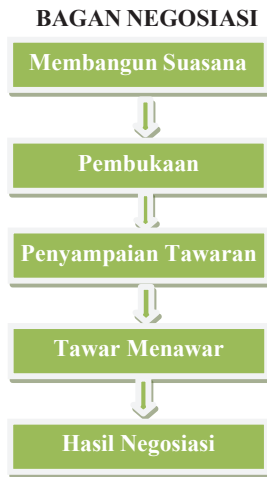 BAGAN NEGOSIASI
Membangun Suasana
Pembukaan
Penyampaian Tawaran
Tawar Menawar
Hasil Negosiasi